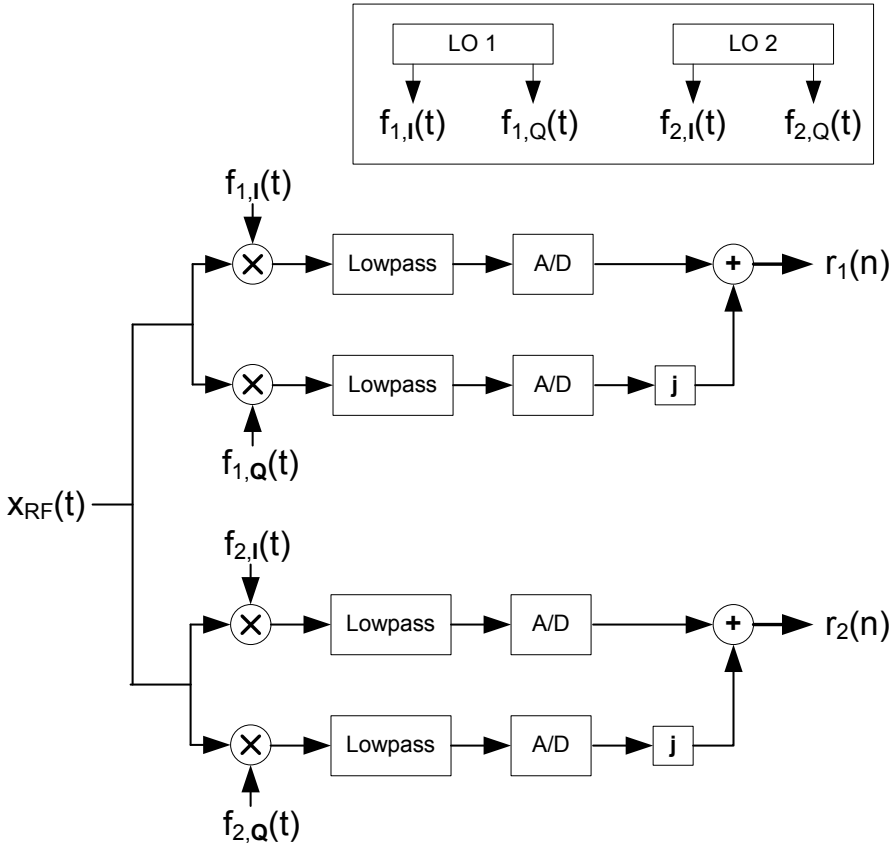 LO 1 LO 2
f1,I(t) f1,Q(t) f2,I(t) f2,Q(t)
f1,I(t)
Lowpass A/D + r1(n)
Lowpass A/D j
f1,Q(t)
xRF(t)
f2,I(t)
Lowpass A/D + r2(n)
Lowpass A/D j
f2,Q(t)